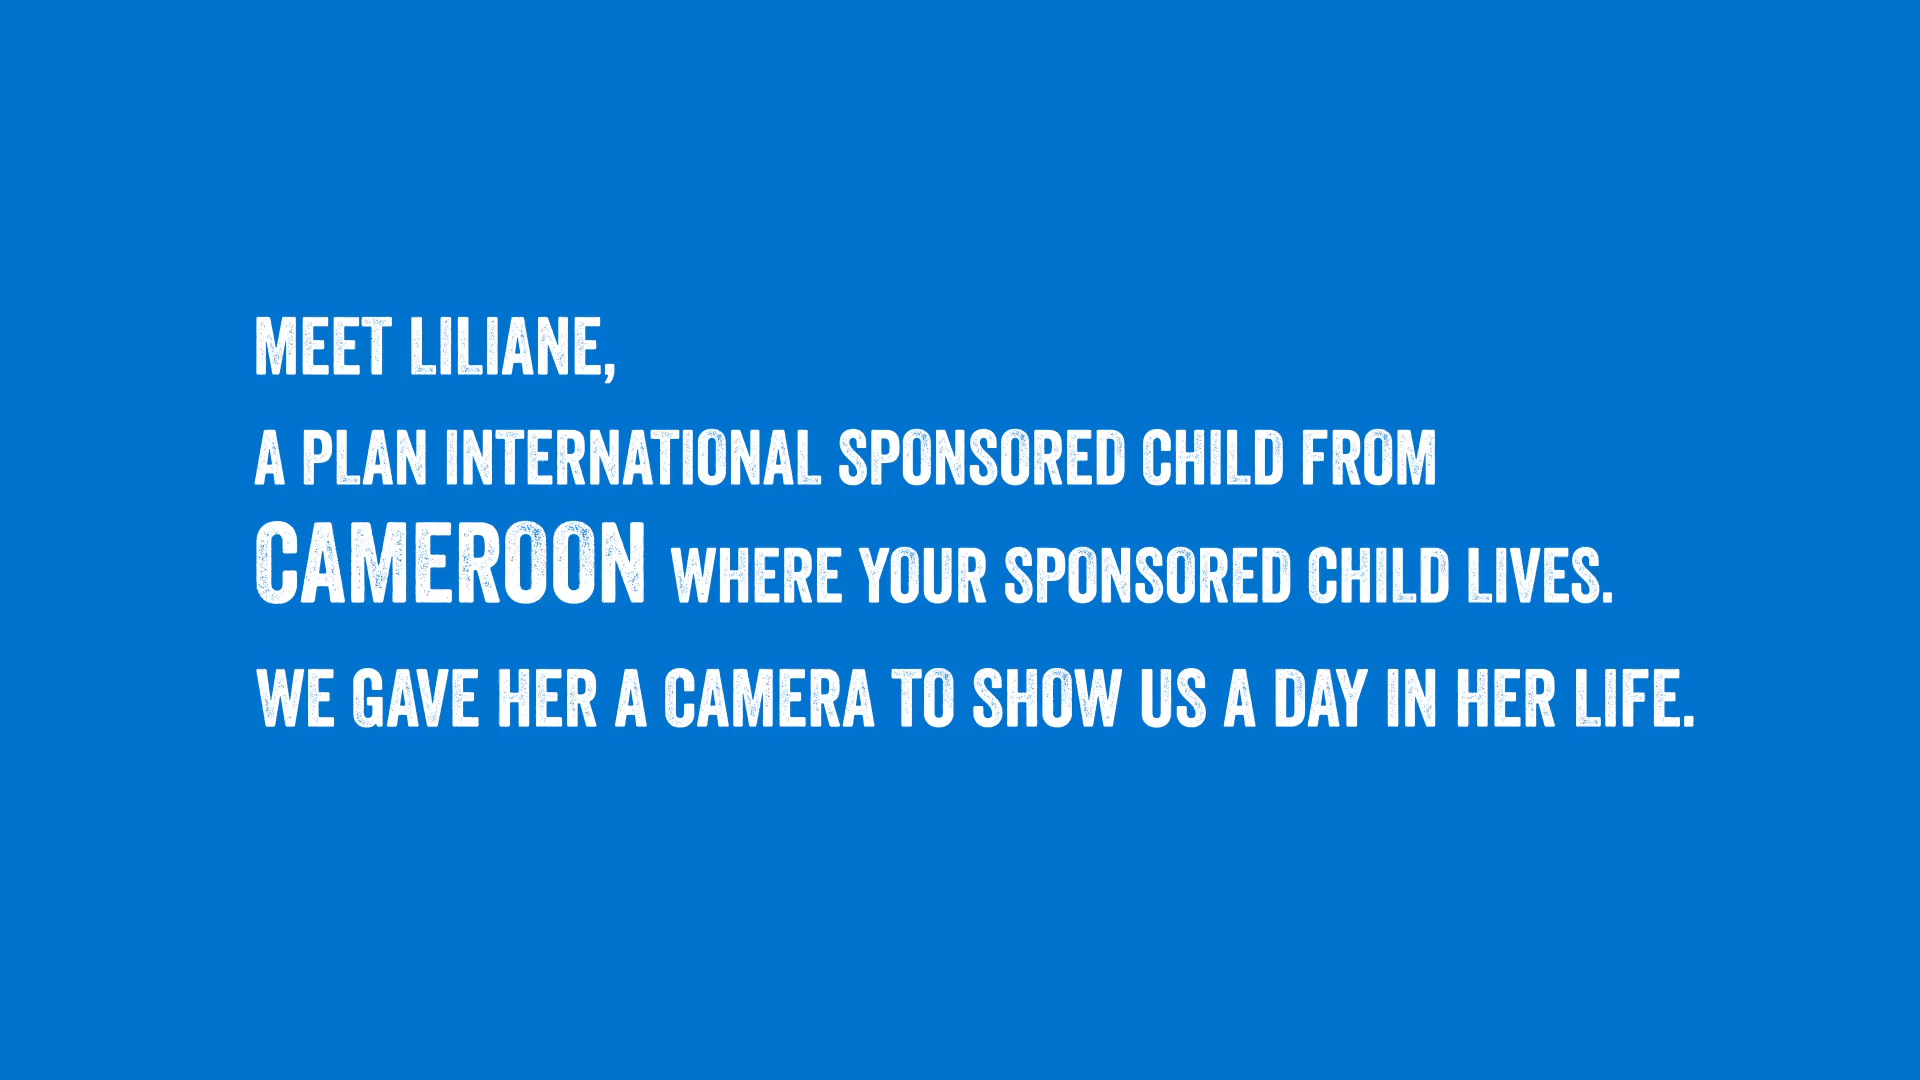 MEET LILIANE,
A PLAN INTERNATIONAL SPONSORED CHILD FROM
CAMEROON WHERE YOUR SPONSORED CHILD LIVES.
WE GAVE HER A CAMERA TO SHOW US A DAY IN HER LIFE.